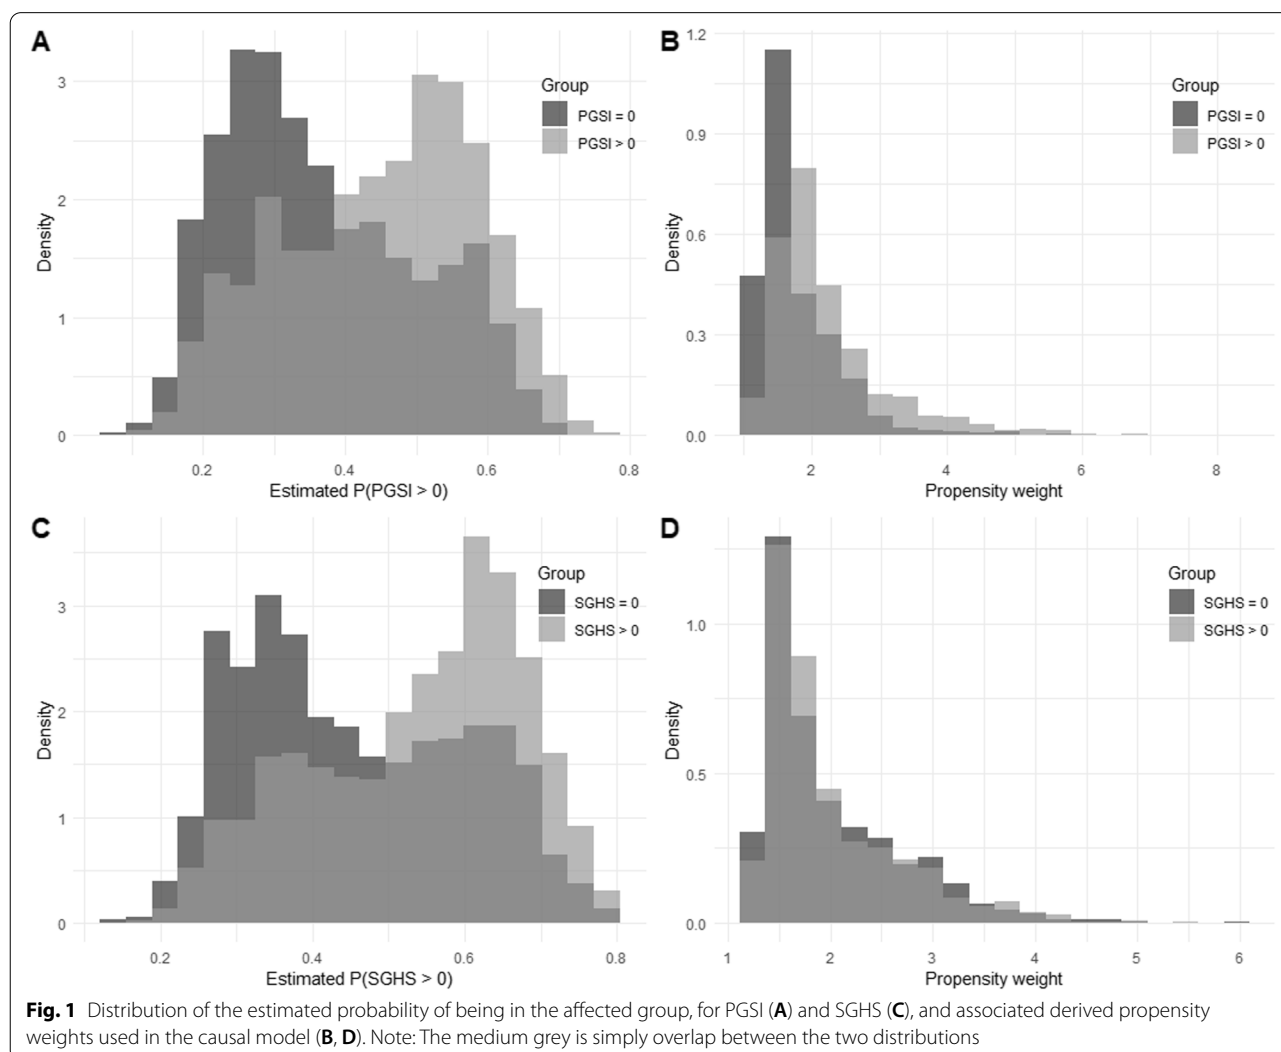 A
Density
3
2
1
0
0.2
0.4
0.6
0.8
Estimated P(PGSI > 0)
Group
PGSI = 0
PGSI > 0
B
Density
1.2
0.9
0.6
0.3
0.0
2
4
6
8
Propensity weight
Group
PGSI = 0
PGSI > 0
C
Density
3
2
1
0
0.2
0.4
0.6
0.8
Estimated P(SGHS > 0)
Group
SGHS = 0
SGHS > 0
D
Density
1.0
0.5
0.0
1
2
3
4
5
6
Propensity weight
Group
SGHS = 0
SGHS > 0
Fig. 1 Distribution of the estimated probability of being in the affected group, for PGSI (A) and SGHS (C), and associated derived propensity
weights used in the causal model (B, D). Note: The medium grey is simply overlap between the two distributions